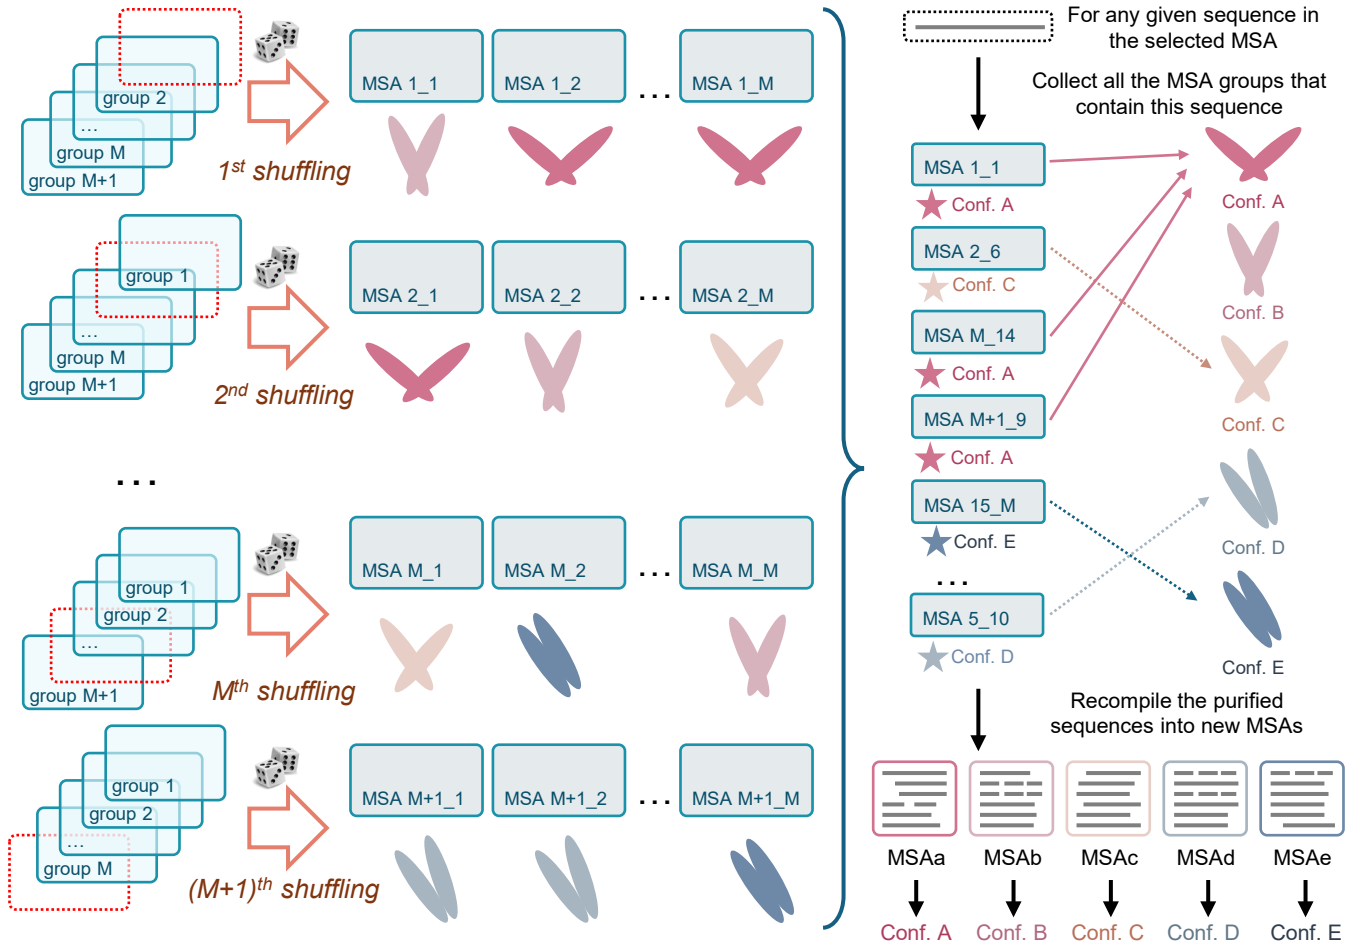 group 2
...
group M
group M+1
1st shuffling
MSA 1_1
MSA 1_2
...
MSA 1_M
group 1
...
group M
group M+1
2nd shuffling
MSA 2_1
MSA 2_2
...
MSA 2_M
...
group 1
group 2
...
group M+1
Mth shuffling
MSA M_1
MSA M_2
...
MSA M_M
group 1
group 2
...
group M
(M+1)th shuffling
MSA M+1_1
MSA M+1_2
...
MSA M+1_M
For any given sequence in
the selected MSA
Collect all the MSA groups that
contain this sequence
MSA 1_1
Conf. A
MSA 2_6
Conf. C
MSA M_14
Conf. A
MSA M+1_9
Conf. A
MSA 15_M
Conf. E
...
MSA 5_10
Conf. D
Conf. A
Conf. B
Conf. C
Conf. D
Conf. E
Recompile the purified
sequences into new MSAs
MSAa
MSAb
MSAc
MSAd
MSAe
Conf. A
Conf. B
Conf. C
Conf. D
Conf. E